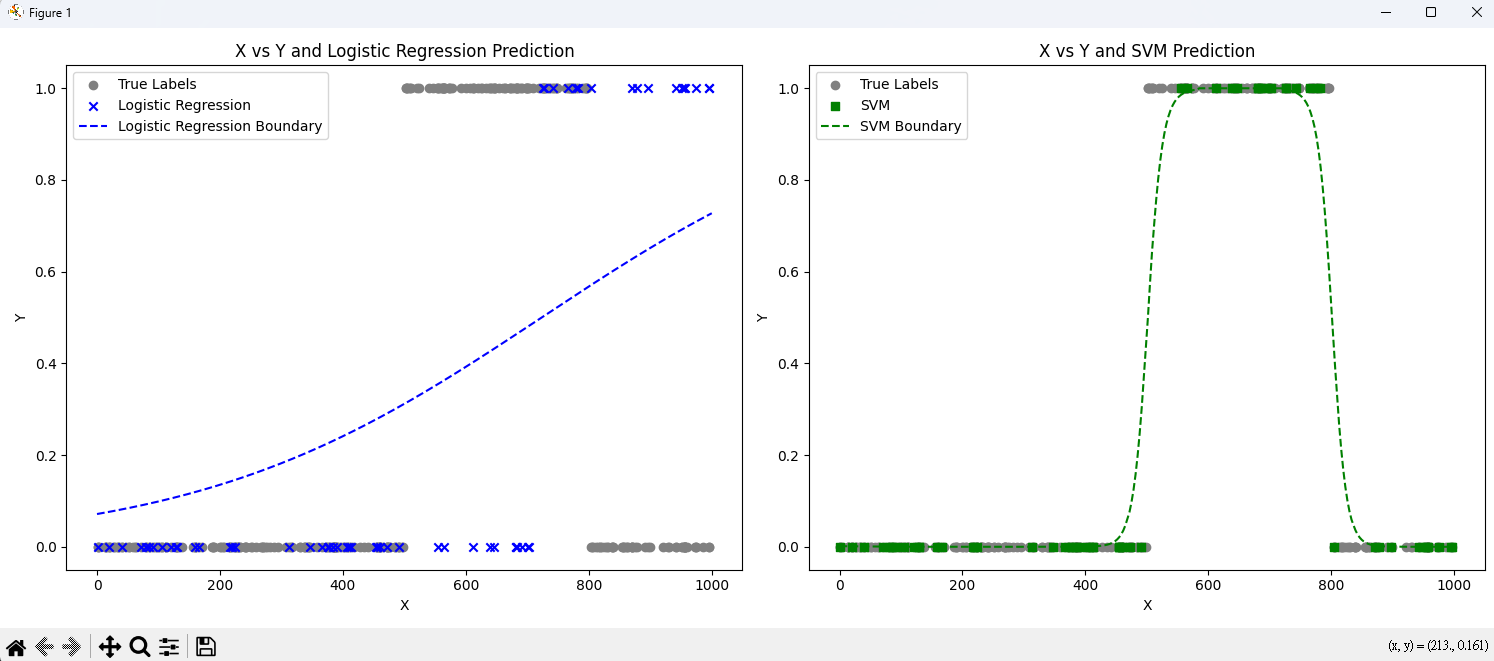 Figure 1
X vs Y and Logistic Regression Prediction
True Labels
Logistic Regression
Logistic Regression Boundary
1.0
0.8
0.6
0.4
0.2
0.0
Y
0 200 400 600 800 1000
X
X vs Y and SVM Prediction
True Labels
SVM
SVM Boundary
1.0
0.8
0.6
0.4
0.2
0.0
Y
0 200 400 600 800 1000
X
(x, y) = (213., 0.161)